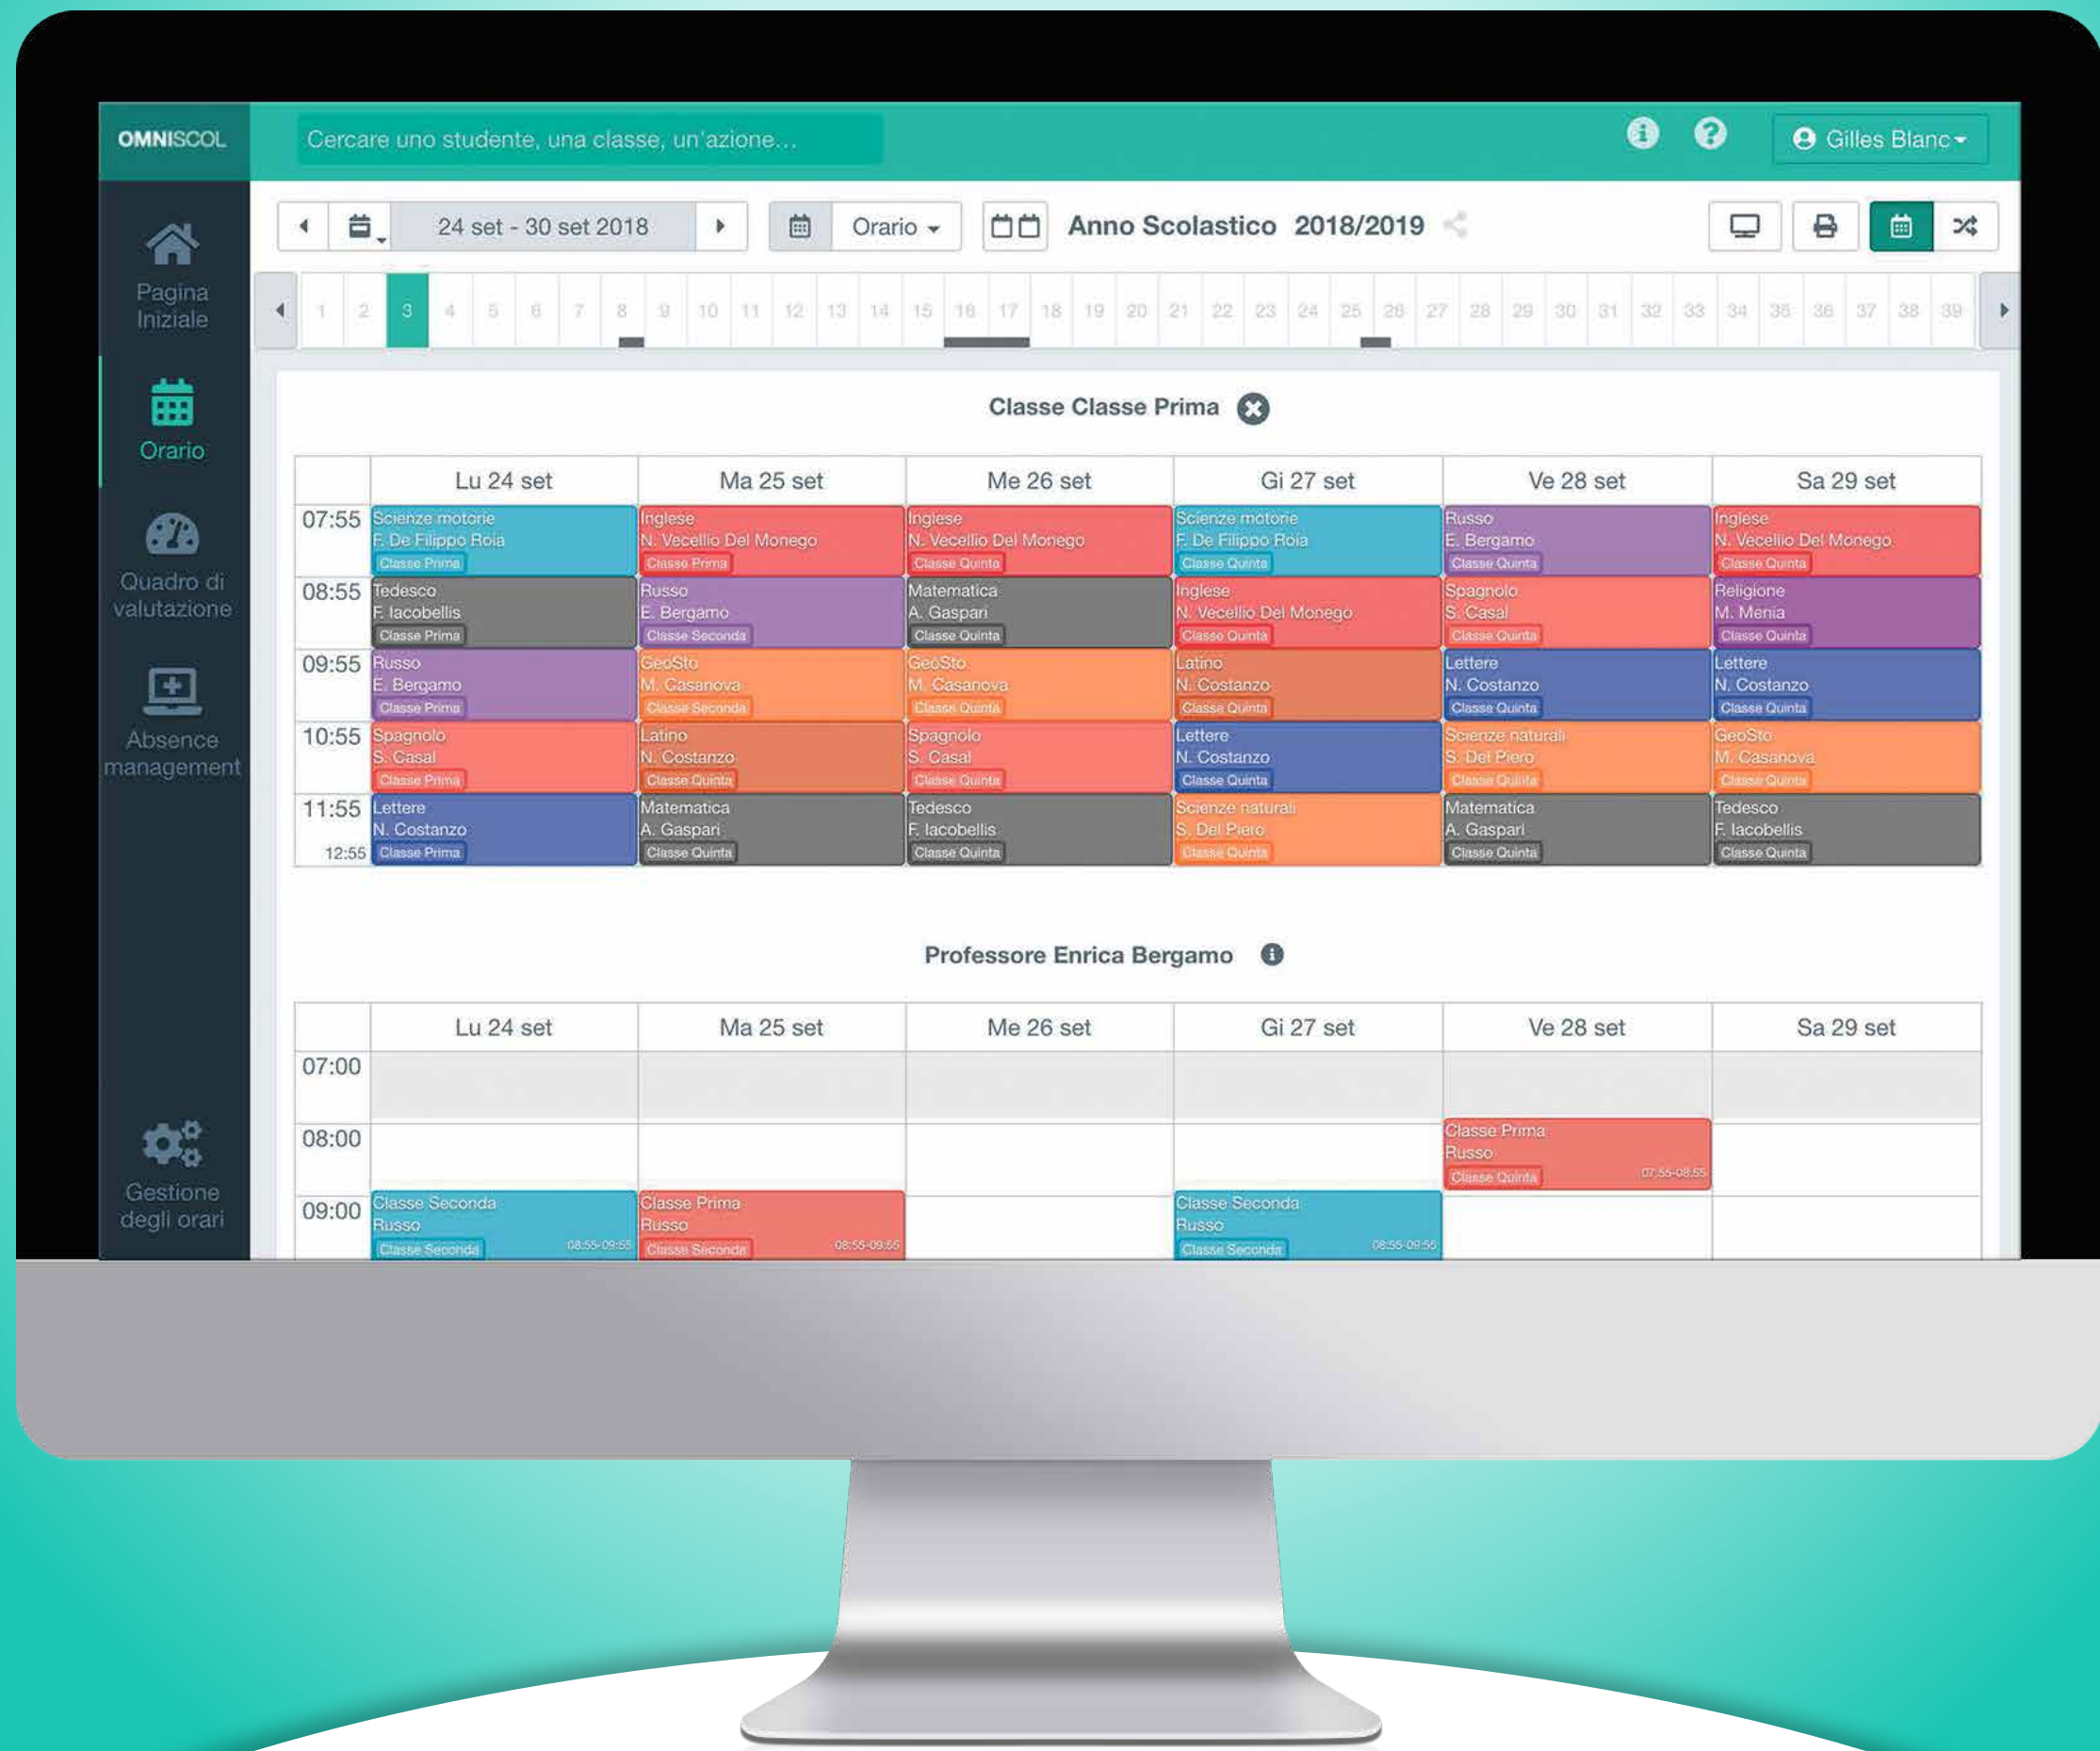 OMNISCOL
Cercare uno studente, una classe, un'azione...
Gilles Blanc
24 set - 30 set 2018
Orario
Anno Scolastico 2018/2019
1 2 3 4 5 6 7 8 9 10 11 12 13 14 15 16 17 18 19 20 21 22 23 24 25 26 27 28 29 30 31 32 33 34 35 36 37 38 39
Pagina
Iniziale
Orario
Quadro di
valutazione
Absence
management
Gestione
degli orari
Classe Classe Prima
Lu 24 set Ma 25 set Me 26 set Gi 27 set Ve 28 set Sa 29 set
07:55
Scienze motorie
F. De Filippo Roia
Classe Prima
Inglese
N. Vecellio Del Monego
Classe Prima
Inglese
N. Vecellio Del Monego
Classe Quinta
Scienze motorie
F. De Filippo Roia
Classe Quinta
Russo
E. Bergamo
Classe Quinta
Inglese
N. Vecellio Del Monego
Classe Quinta
08:55
Tedesco
F. Iacobellis
Classe Prima
Russo
E. Bergamo
Classe Seconda
Matematica
A. Gaspari
Classe Quinta
Inglese
N. Vecellio Del Monego
Classe Quinta
Spagnolo
S. Casal
Classe Quinta
Religione
M. Menia
Classe Quinta
09:55
Russo
E. Bergamo
Classe Prima
GeoSto
M. Casanova
Classe Seconda
GeoSto
M. Casanova
Classe Quinta
Latino
N. Costanzo
Classe Quinta
Lettere
N. Costanzo
Classe Quinta
Lettere
N. Costanzo
Classe Quinta
10:55
Spagnolo
S. Casal
Classe Prima
Latino
N. Costanzo
Classe Quinta
Spagnolo
S. Casal
Classe Quinta
Lettere
N. Costanzo
Classe Quinta
Scienze naturali
S. Del Piero
Classe Quinta
GeoSto
M. Casanova
Classe Quinta
11:55
12:55
Lettere
N. Costanzo
Classe Prima
Matematica
A. Gaspari
Classe Quinta
Tedesco
F. Iacobellis
Classe Quinta
Scienze naturali
S. Del Piero
Classe Quinta
Matematica
A. Gaspari
Classe Quinta
Tedesco
F. Iacobellis
Classe Quinta
Professore Enrica Bergamo
Lu 24 set Ma 25 set Me 26 set Gi 27 set Ve 28 set Sa 29 set
07:00
08:00
Classe Prima
Russo
Classe Quinta 07:55-08:55
09:00
Classe Seconda
Russo
Classe Seconda 08:55-09:55
Classe Prima
Russo
Classe Seconda 08:55-09:55
Classe Seconda
Russo
Classe Seconda 08:55-09:55